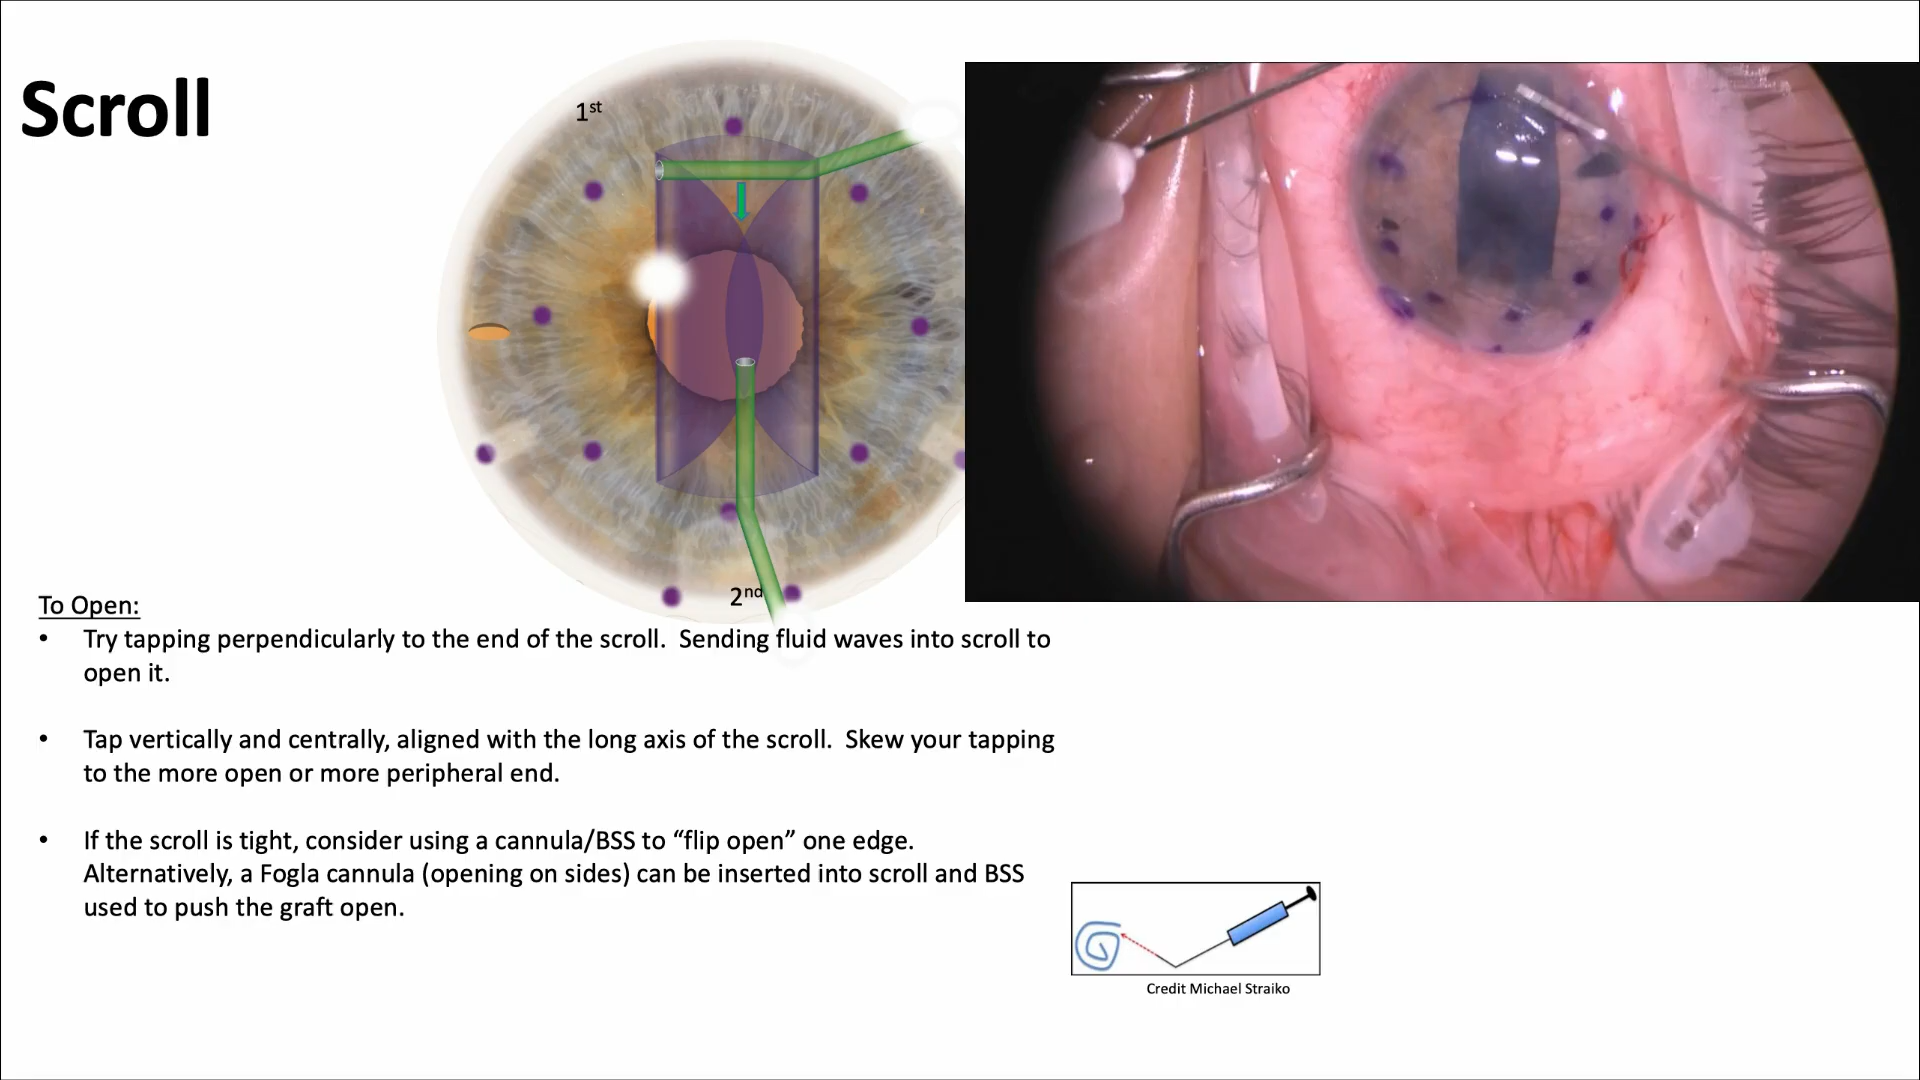 Scroll
1st
2nd
To Open:
• Try tapping perpendicularly to the end of the scroll.  Sending fluid waves into scroll to
open it.
• Tap vertically and centrally, aligned with the long axis of the scroll.  Skew your tapping
to the more open or more peripheral end.
• If the scroll is tight, consider using a cannula/BSS to “flip open” one edge.
Alternatively, a Fogla cannula (opening on sides) can be inserted into scroll and BSS
used to push the graft open.
Credit Michael Straiko